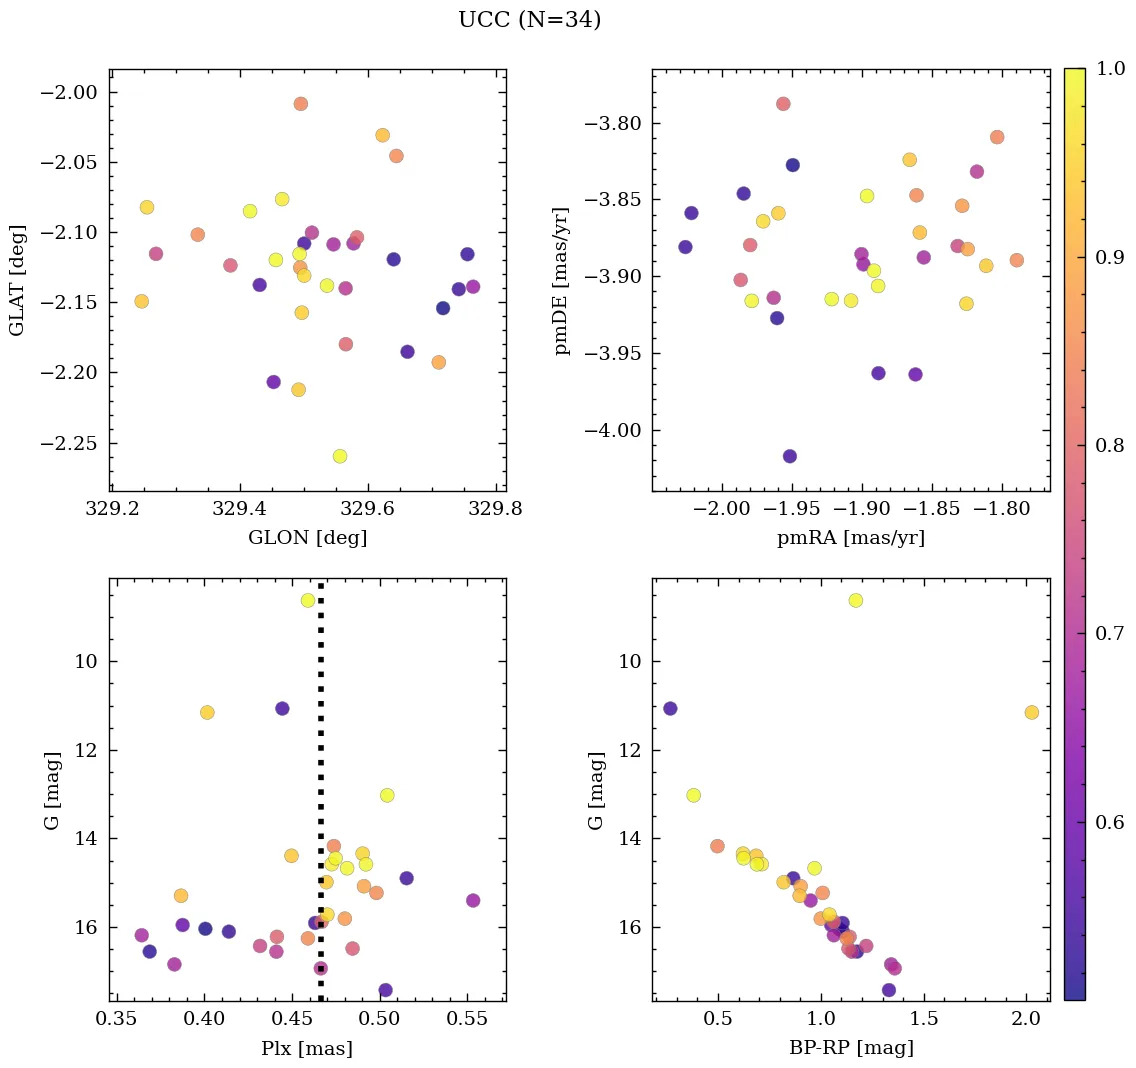 UCC (N=34)
−2.00
−2.05
−2.10
−2.15
−2.20
−2.25
GLAT [deg]
329.2 329.4 329.6 329.8
GLON [deg]
−3.80
−3.85
−3.90
−3.95
−4.00
pmDE [mas/yr]
−2.00 −1.95 −1.90 −1.85 −1.80
pmRA [mas/yr]
1.0
0.9
0.8
0.7
0.6
10
12
14
16
G [mag]
0.35 0.40 0.45 0.50 0.55
Plx [mas]
10
12
14
16
G [mag]
0.5 1.0 1.5 2.0
BP-RP [mag]